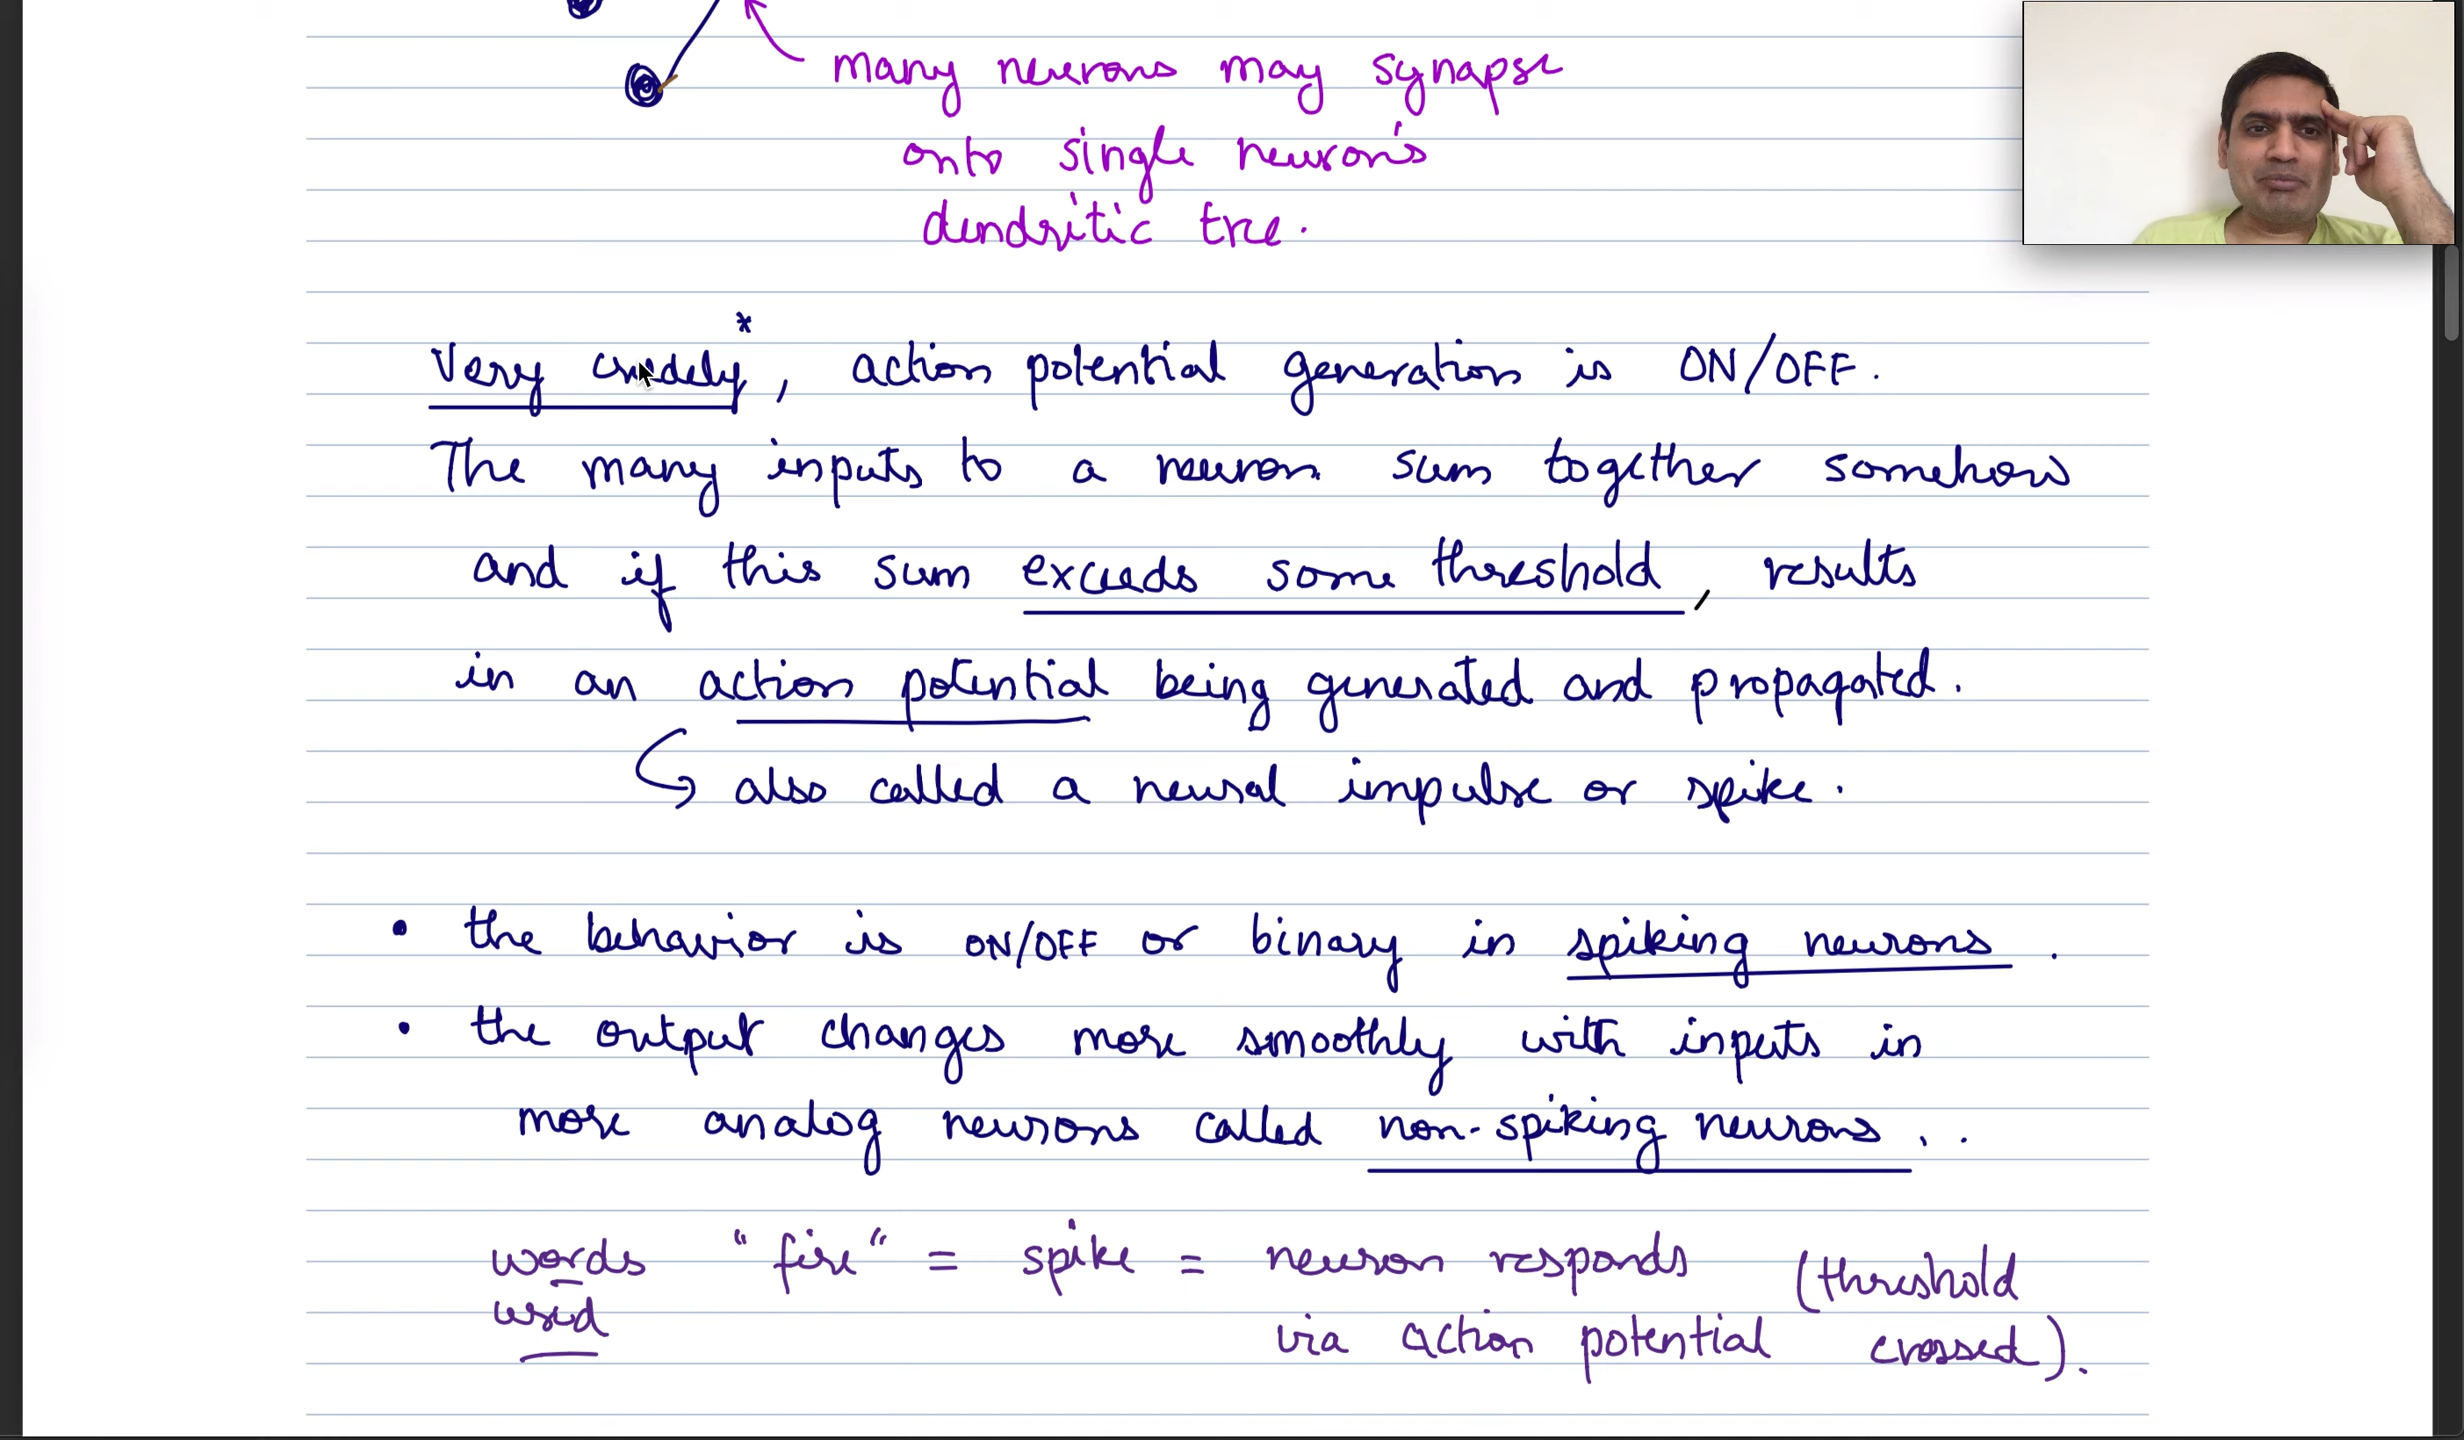 many neurons may synapse
onto single neuron's
dendritic tree.
Very crudely*, action potential generation is ON/OFF.
The many inputs to a neuron sum together somehow
and if this sum exceeds some threshold, results
in an action potential being generated and propagated.
also called a neural impulse or spike.
• the behavior is ON/OFF or binary in spiking neurons.
• the output changes more smoothly with inputs in
more analog neurons called non-spiking neurons..
words "fire" = spike = neuron responds (threshold
used via action potential crossed).